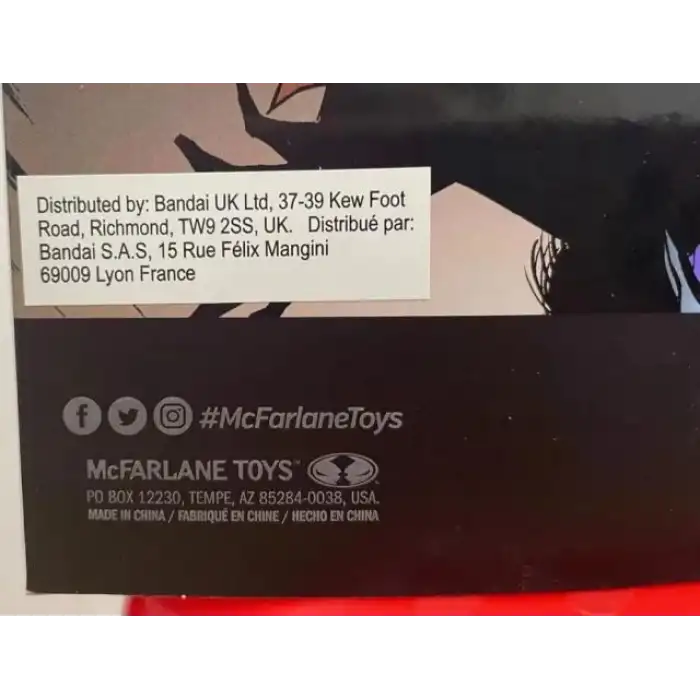 Distributed by: Bandai UK Ltd, 37-39 Kew Foot
Road, Richmond, TW9 2SS, UK. Distribué par:
Bandai S.A.S, 15 Rue Félix Mangini
69009 Lyon France
#McFarlaneToys
McFARLANE TOYS™
PO BOX 12230, TEMPE, AZ 85284-0038, USA.
MADE IN CHINA / FABRIQUÉ EN CHINE / HECHO EN CHINA